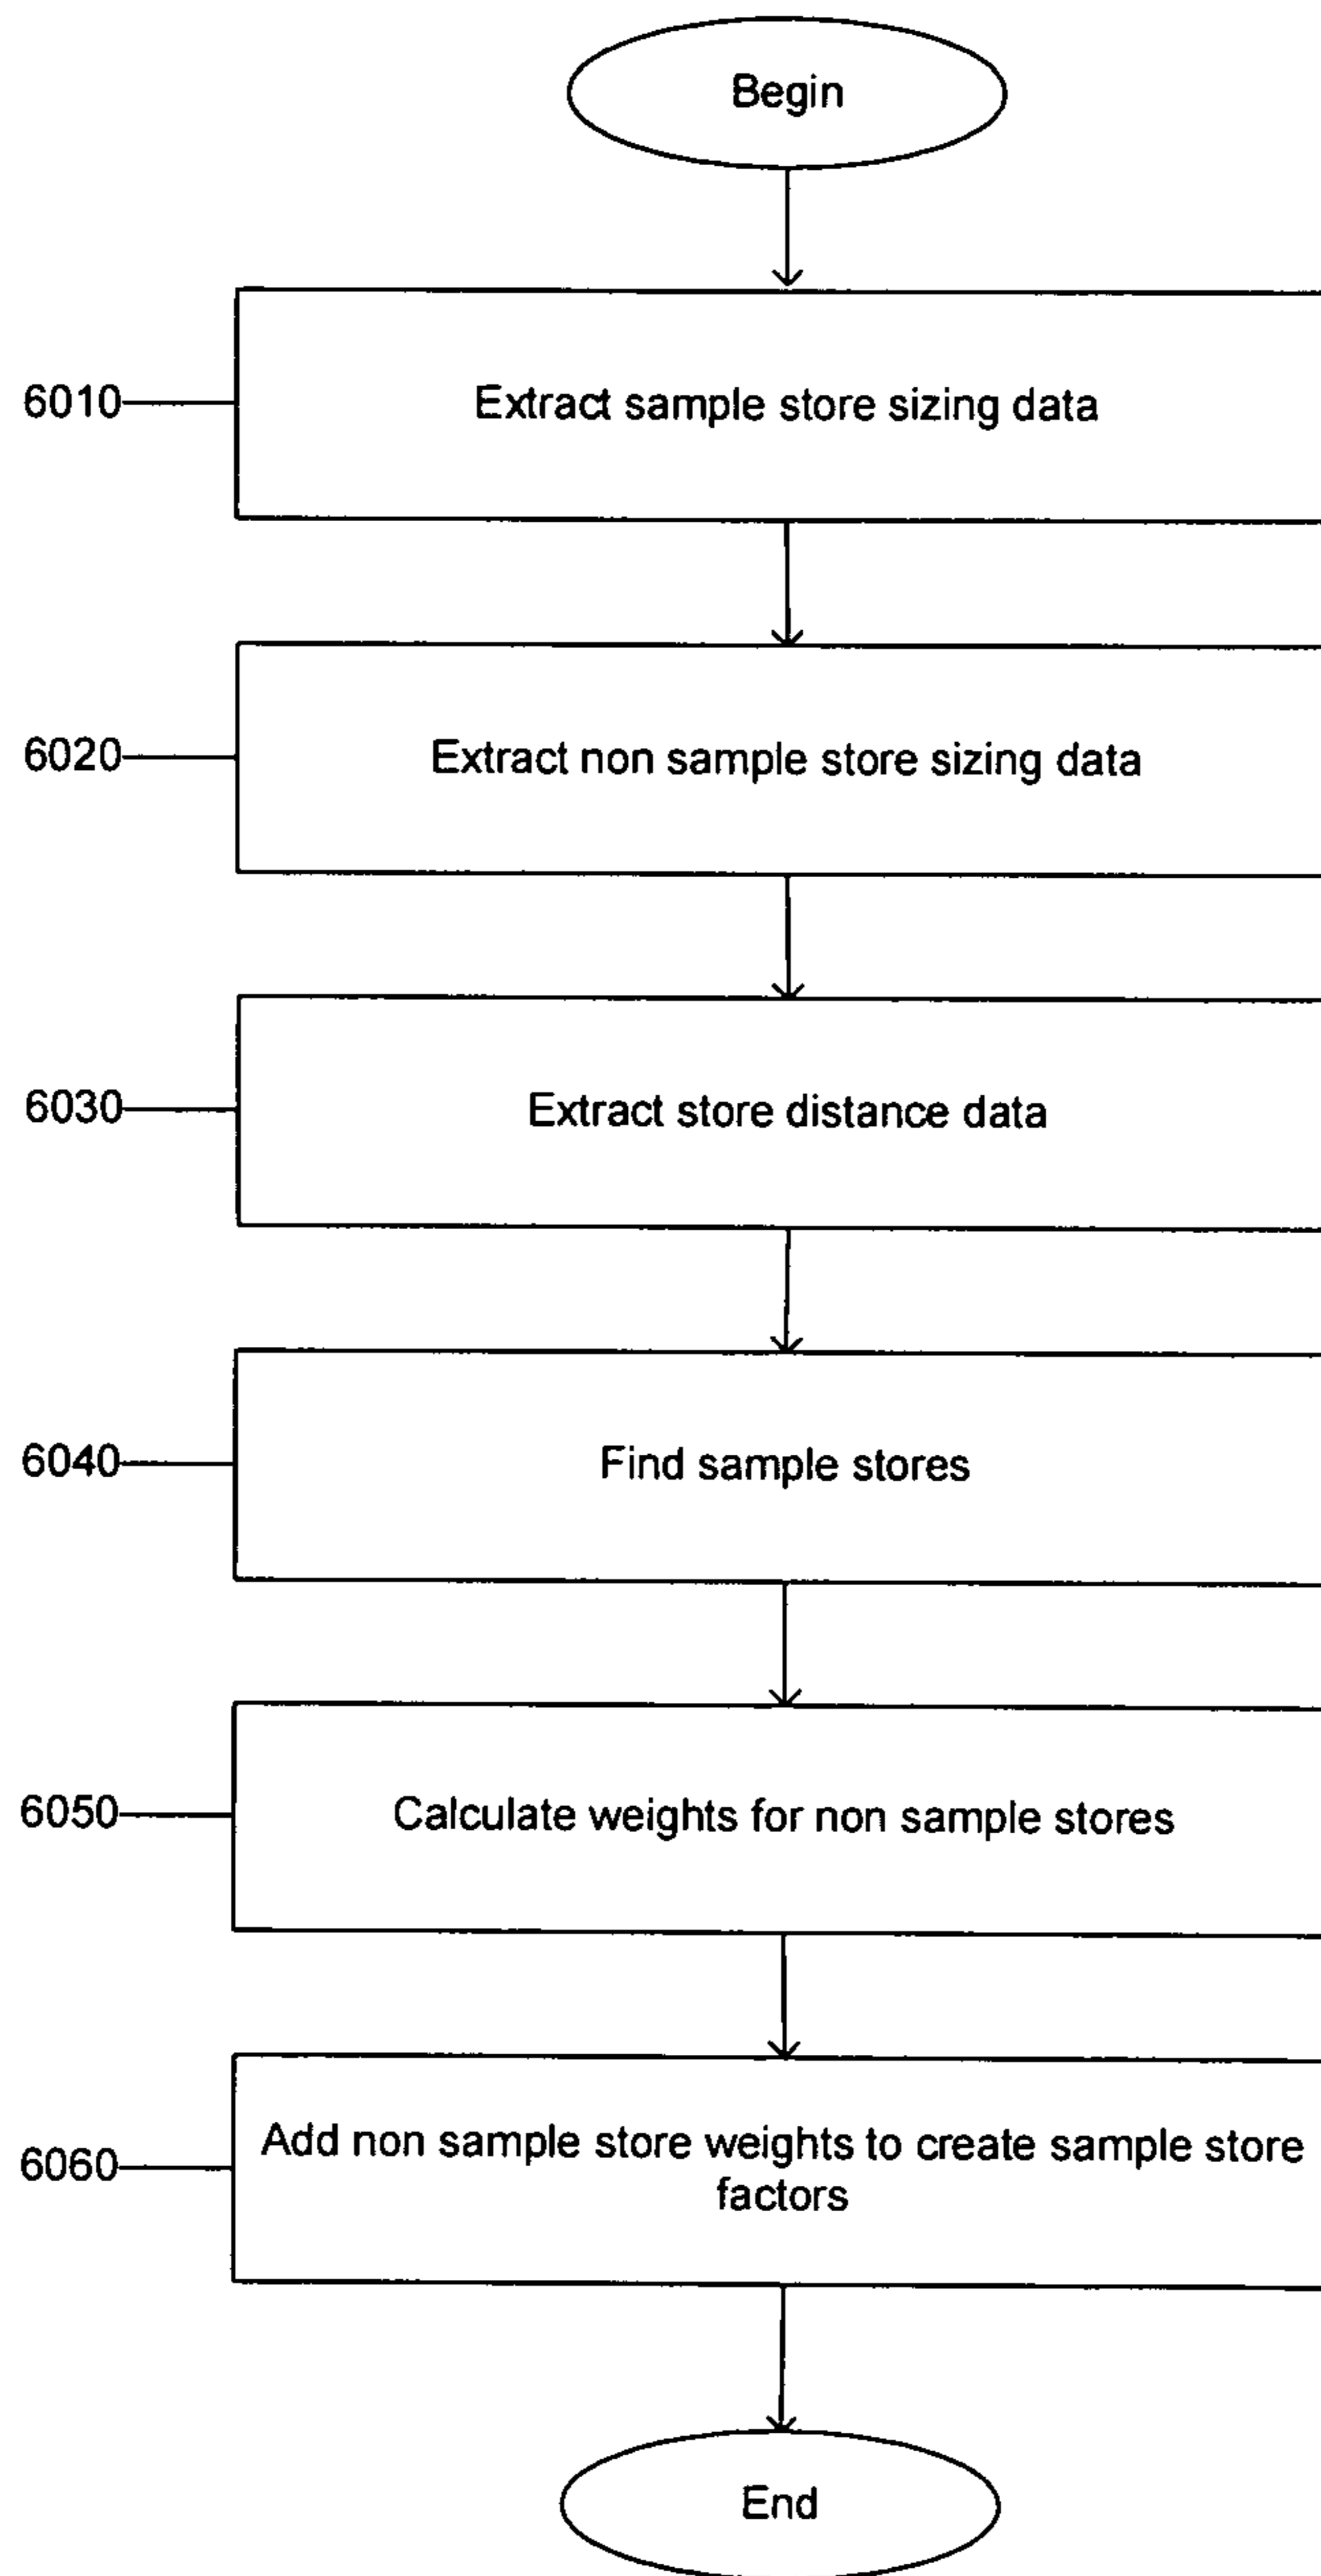 Begin
6010
Extract sample store sizing data
6020
Extract non sample store sizing data
6030
Extract store distance data
6040
Find sample stores
6050
Calculate weights for non sample stores
6060
Add non sample store weights to create sample store
factors
End